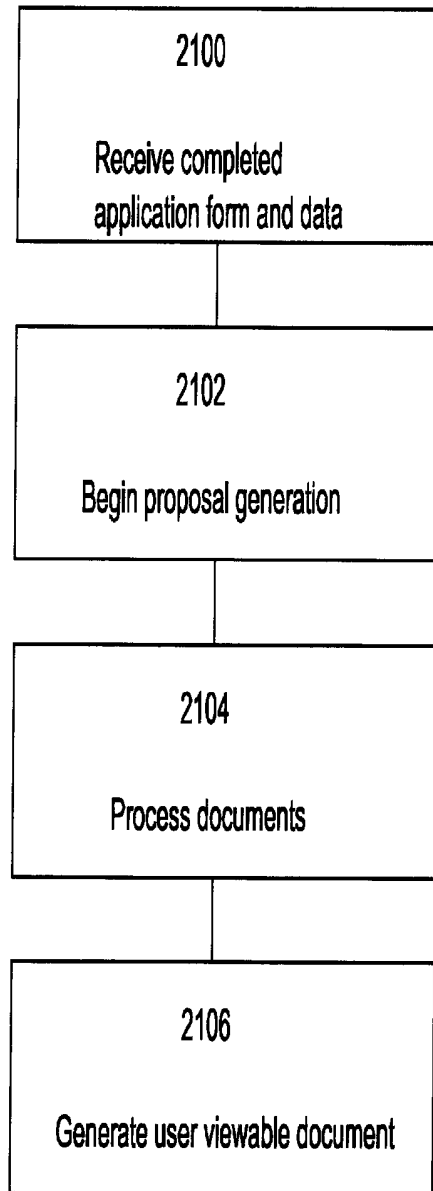 2100
Receive completed
application form and data
2102
Begin proposal generation
2104
Process documents
2106
Generate user viewable document